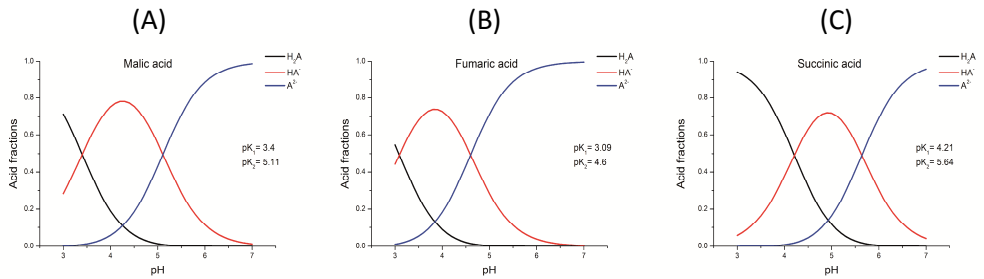 (A)
Malic acid
H₂A
HA⁻
A²⁻
pK₁= 3.4
pK₂= 5.11
Acid fractions
1.0
0.8
0.6
0.4
0.2
0.0
3 4 5 6 7
pH
(B)
Fumaric acid
H₂A
HA⁻
A²⁻
pK₁= 3.09
pK₂= 4.6
Acid fractions
1.0
0.8
0.6
0.4
0.2
0.0
3 4 5 6 7
pH
(C)
Succinic acid
H₂A
HA⁻
A²⁻
pK₁= 4.21
pK₂= 5.64
Acid fractions
1.0
0.8
0.6
0.4
0.2
0.0
3 4 5 6 7
pH